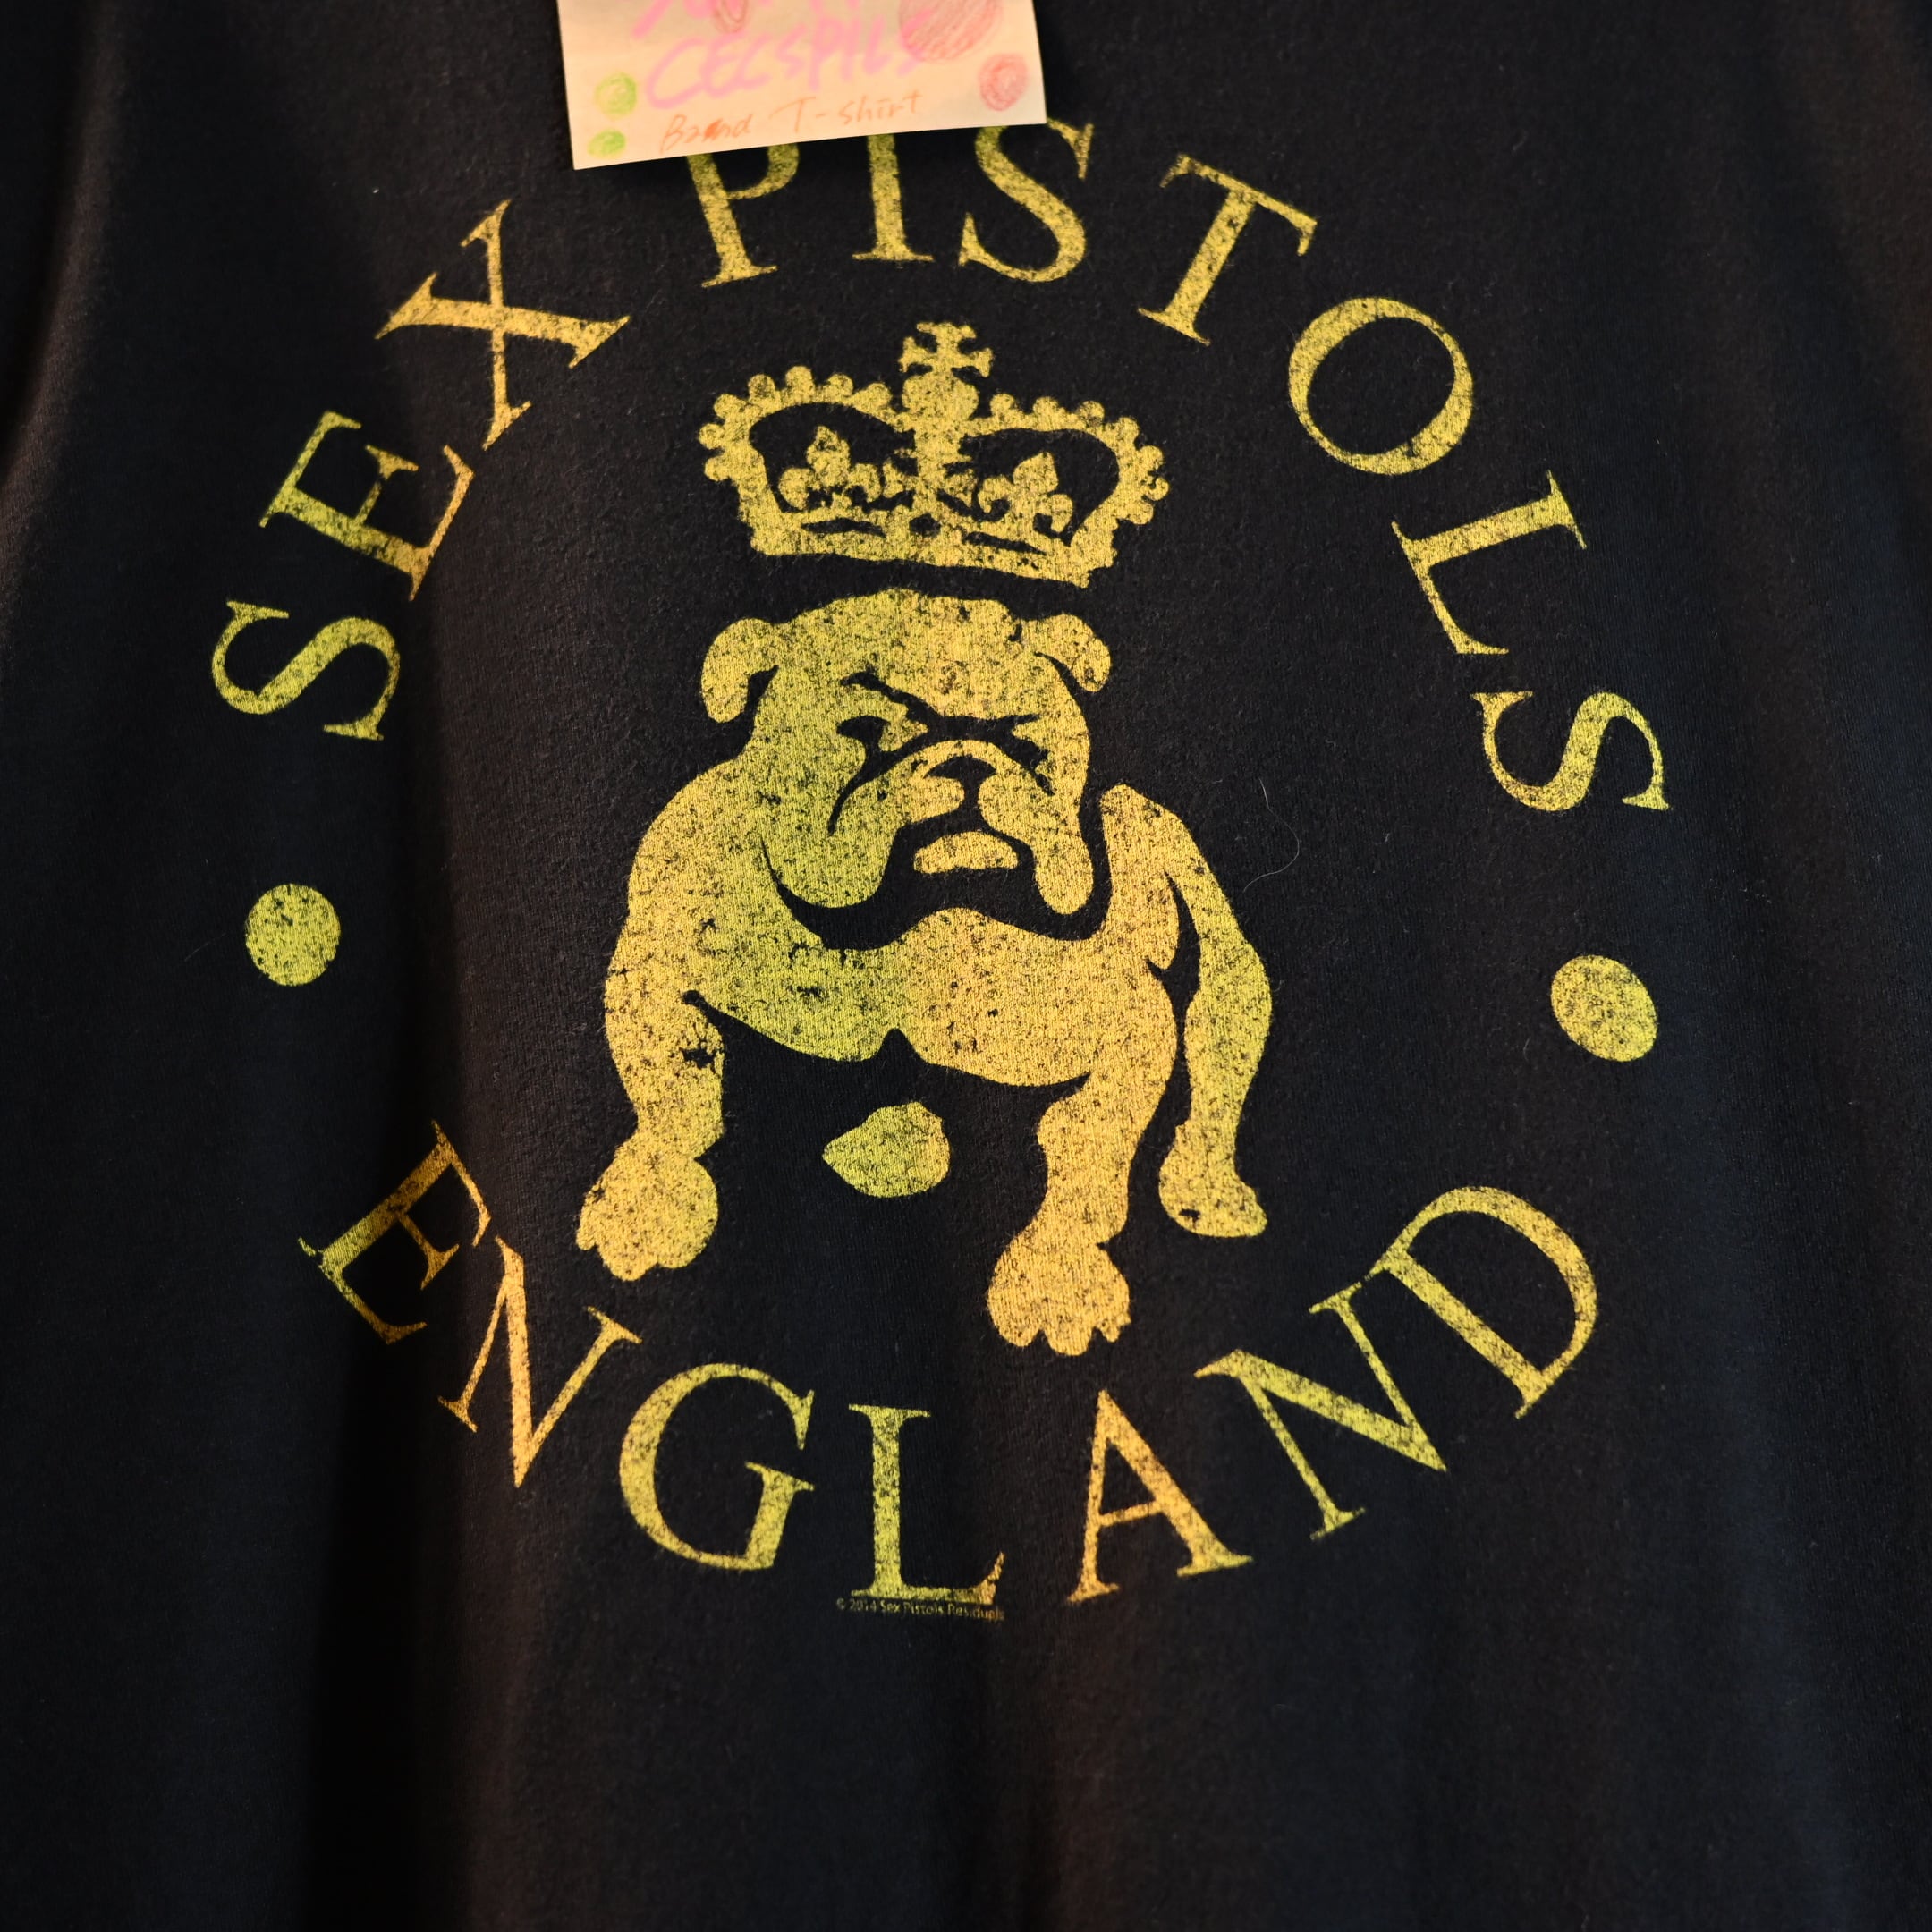 Band T-shirt
SEX PISTOLS
ENGLAND
© 2014 Sex Pistols Residuals